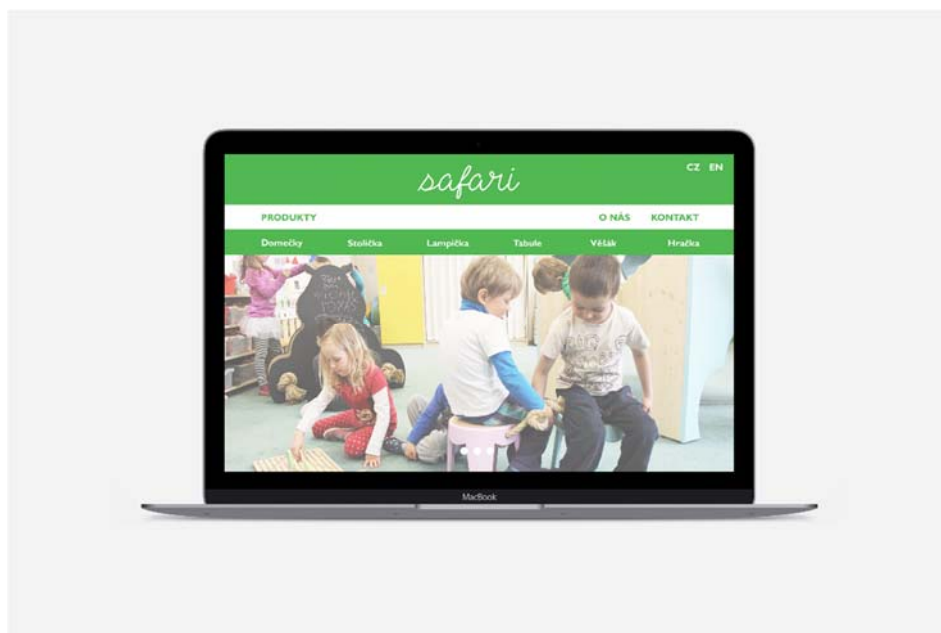 safari
CZ EN
PRODUKTY O NÁS KONTAKT
Domečky Stolička Lampička Tabule Věšák Hračka
MacBook